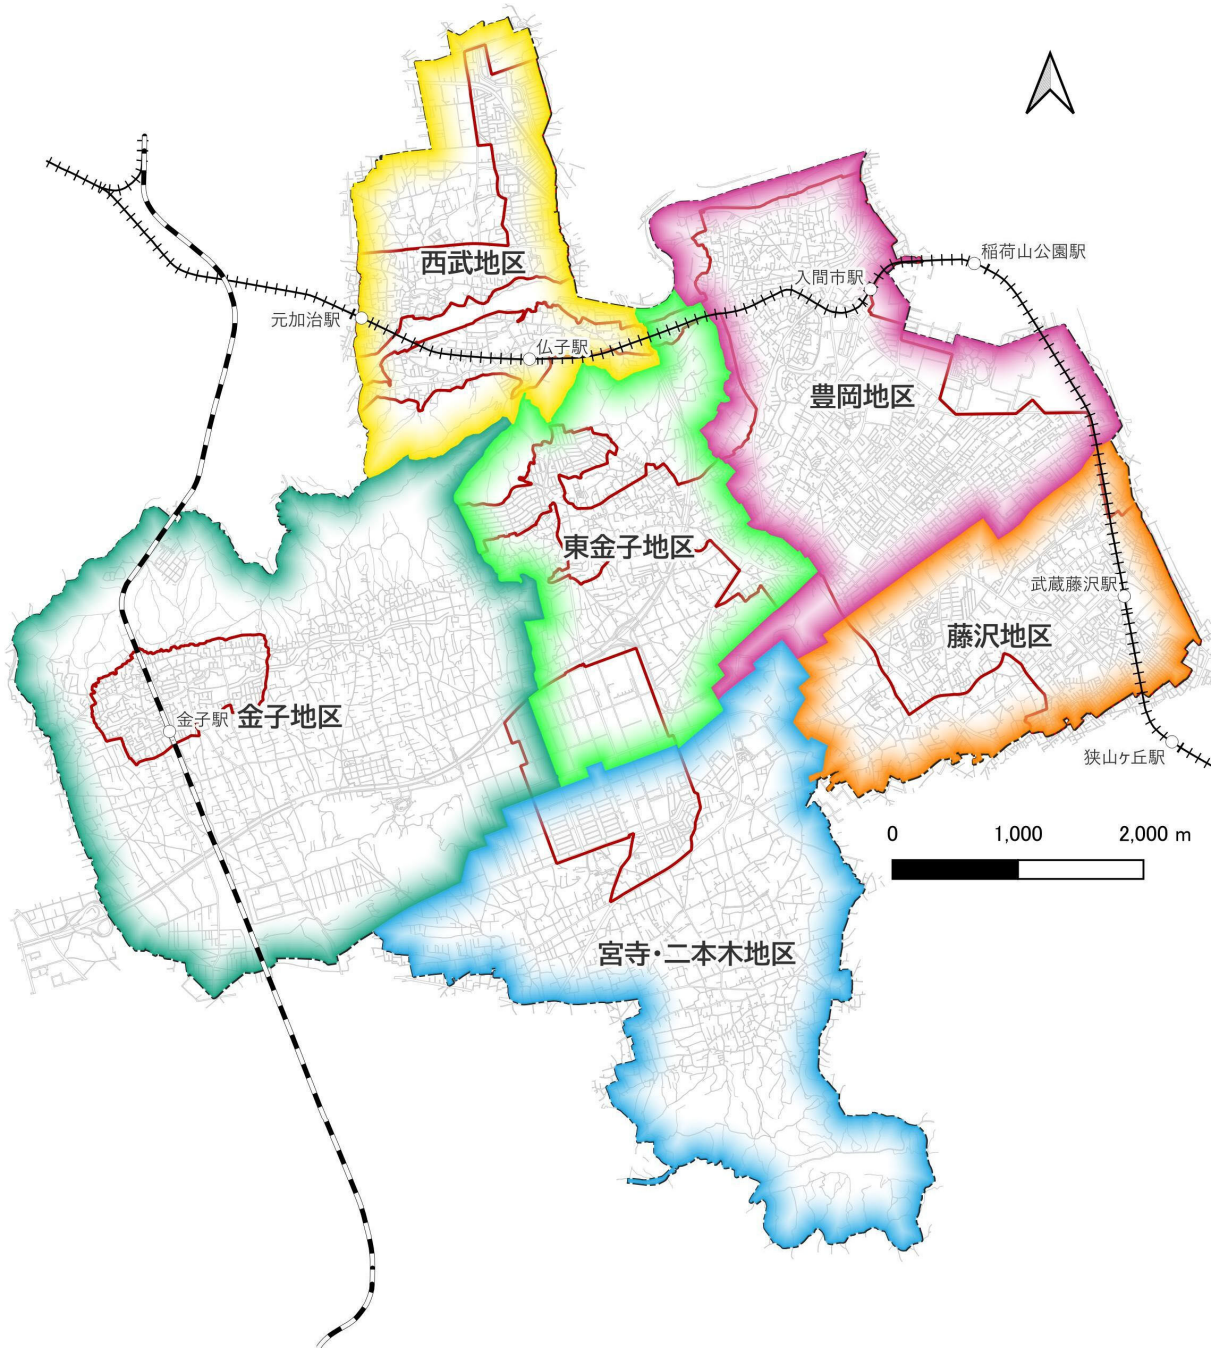 稲荷山公園駅
西武地区
入間市駅
元加治駅
仏子駅
豊岡地区
東金子地区
武蔵藤沢駅
藤沢地区
金子駅
金子地区
狭山ヶ丘駅
0 1,000 2,000 m
宮寺・二本木地区